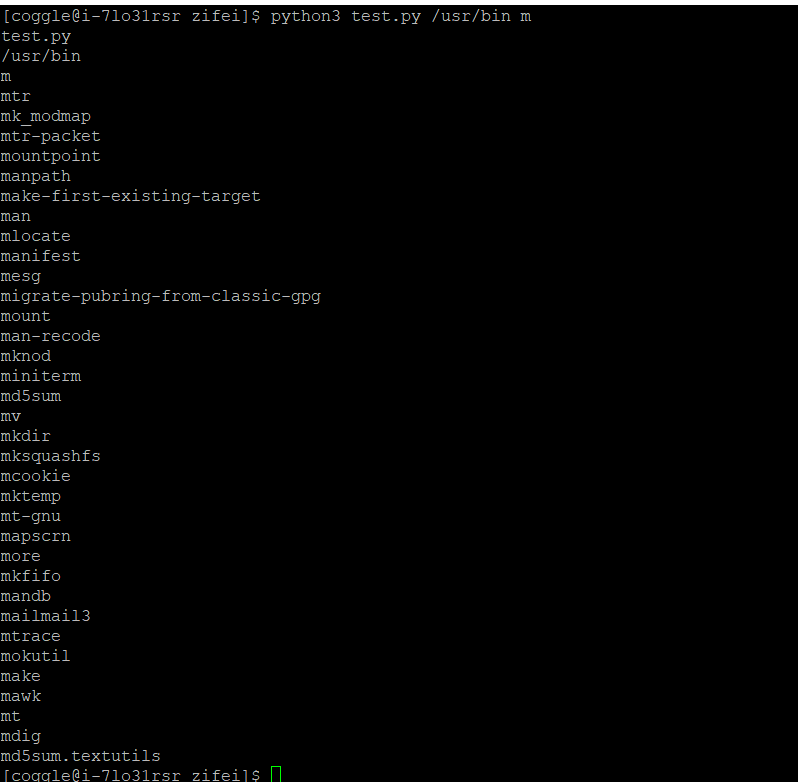 [coggle@i-7lo31rsr zifei]$ python3 test.py /usr/bin m
test.py
/usr/bin
m
mtr
mk_modmap
mtr-packet
mountpoint
manpath
make-first-existing-target
man
mlocate
manifest
mesg
migrate-pubring-from-classic-gpg
mount
man-recode
mknod
miniterm
md5sum
mv
mkdir
mksquashfs
mcookie
mktemp
mt-gnu
mapscrn
more
mkfifo
mandb
mailmail3
mtrace
mokutil
make
mawk
mt
mdig
md5sum.textutils
[coggle@i-7lo31rsr zifei]$